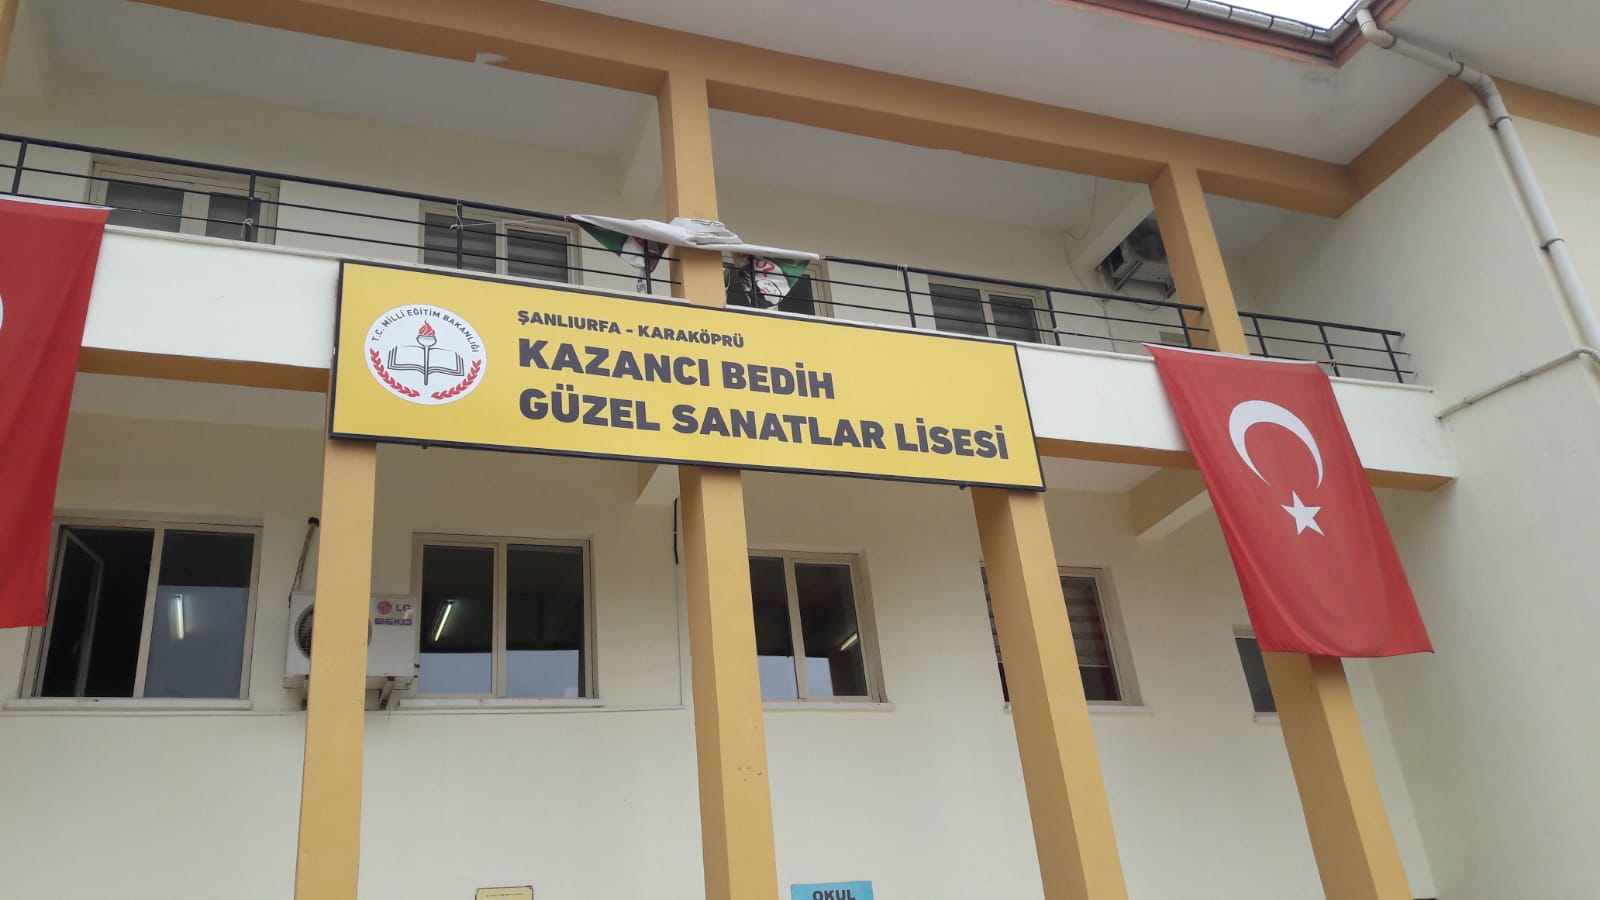 T.C. MİLLİ EĞİTİM BAKANLIĞI
ŞANLIURFA - KARAKÖPRÜ
KAZANCI BEDİH
GÜZEL SANATLAR LİSESİ
LG
BEKO
OKUL